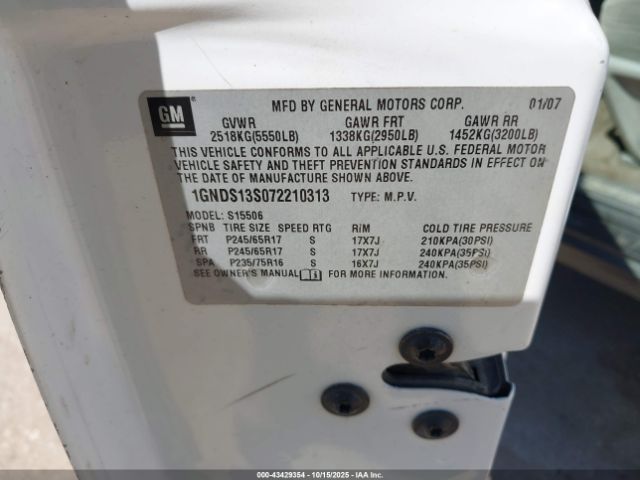 GM
MFD BY GENERAL MOTORS CORP. 01/07
GVWR GAWR FRT GAWR RR
2518KG(5550LB) 1338KG(2950LB) 1452KG(3200LB)
THIS VEHICLE CONFORMS TO ALL APPLICABLE U.S. FEDERAL MOTOR
VEHICLE SAFETY AND THEFT PREVENTION STANDARDS IN EFFECT ON
THE DATE OF MANUFACTURE SHOWN ABOVE.
1GNDS13S072210313 TYPE: M.P.V.
MODEL: S15506
SPNB TIRE SIZE SPEED RTG RIM COLD TIRE PRESSURE
FRT P245/65R17 S 17X7J 210KPA(30PSI)
RR P245/65R17 S 17X7J 240KPA(35PSI)
SPA P235/75R16 S 16X7J 240KPA(35PSI)
SEE OWNER'S MANUAL FOR MORE INFORMATION
000-43429354 | 10/15/2025 | COPART.COM